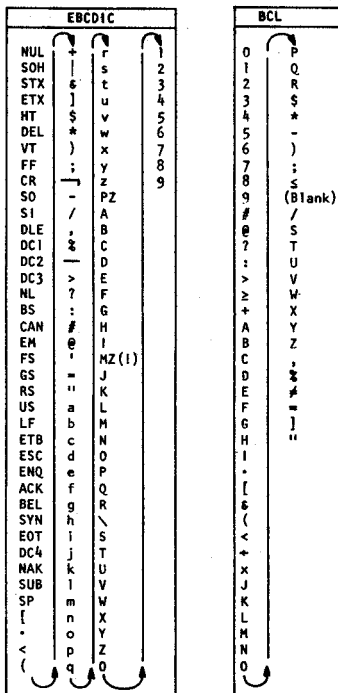 EBCDIC
NUL + r 1
SOH | s 2
STX & t 3
ETX ] u 4
HT $ v 5
DEL * w 6
VT ) x 7
FF ; y 8
CR ¬ z 9
SO - PZ
SI / A
DLE , B
DC1 % C
DC2 — D
DC3 > E
NL ? F
BS : G
CAN # H
EM @ I
FS ' MZ(!)
GS = J
RS " K
US a L
LF b M
ETB c N
ESC d O
ENQ e P
ACK f Q
BEL g R
SYN h \
EOT i S
DC4 j T
NAK k U
SUB l V
SP m W
[ n X
. o Y
< p Z
( q 0
BCL
0 P
1 Q
2 R
3 $
4 *
5 -
6 )
7 ;
8 ≤
9 (Blank)
# /
@ S
? T
: U
> V
≥ W
+ X
A Y
B Z
C ,
D %
E ≠
F =
G ]
H "
I
.
[
&
(
<
←
x
J
K
L
M
N
O